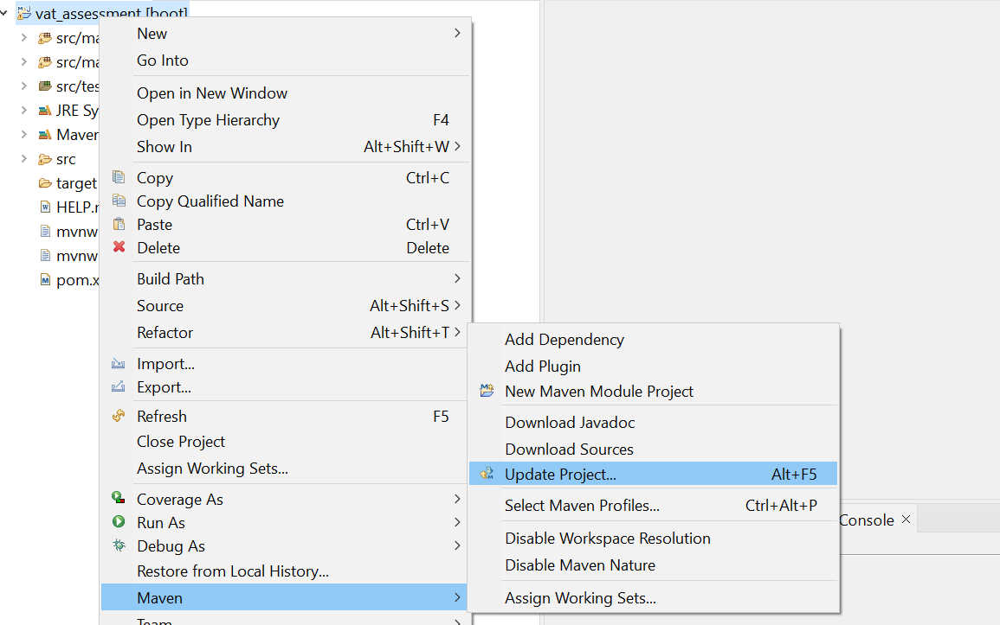 vat_assessment [boot]
src/ma
src/ma
src/tes
JRE Sy
Maven
src
target
HELP.r
mvnw
mvnw
pom.x
New
Go Into
Open in New Window
Open Type Hierarchy F4
Show In Alt+Shift+W
Copy Ctrl+C
Copy Qualified Name
Paste Ctrl+V
Delete Delete
Build Path
Source Alt+Shift+S
Refactor Alt+Shift+T
Import...
Export...
Refresh F5
Close Project
Assign Working Sets...
Coverage As
Run As
Debug As
Restore from Local History...
Maven
Team
Add Dependency
Add Plugin
New Maven Module Project
Download Javadoc
Download Sources
Update Project... Alt+F5
Select Maven Profiles... Ctrl+Alt+P
Disable Workspace Resolution
Disable Maven Nature
Assign Working Sets...
Console